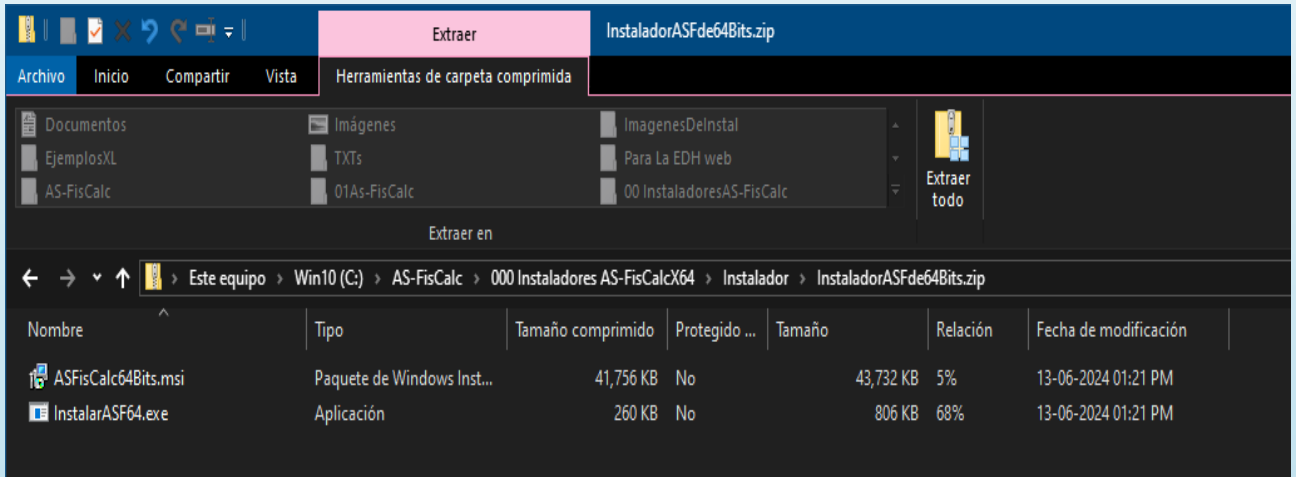 Extraer InstaladorASFde64Bits.zip
Archivo Inicio Compartir Vista Herramientas de carpeta comprimida
Documentos Imágenes ImagenesDeInstal
EjemplosXL TXTs Para La EDH web
AS-FisCalc 01As-FisCalc 00 InstaladoresAS-FisCalc
Extraer
todo
Extraer en
Este equipo > Win10 (C:) > AS-FisCalc > 000 Instaladores AS-FisCalcX64 > Instalador > InstaladorASFde64Bits.zip
Nombre Tipo Tamaño comprimido Protegido ... Tamaño Relación Fecha de modificación
ASFisCalc64Bits.msi Paquete de Windows Inst... 41,756 KB No 43,732 KB 5% 13-06-2024 01:21 PM
InstalarASF64.exe Aplicación 260 KB No 806 KB 68% 13-06-2024 01:21 PM